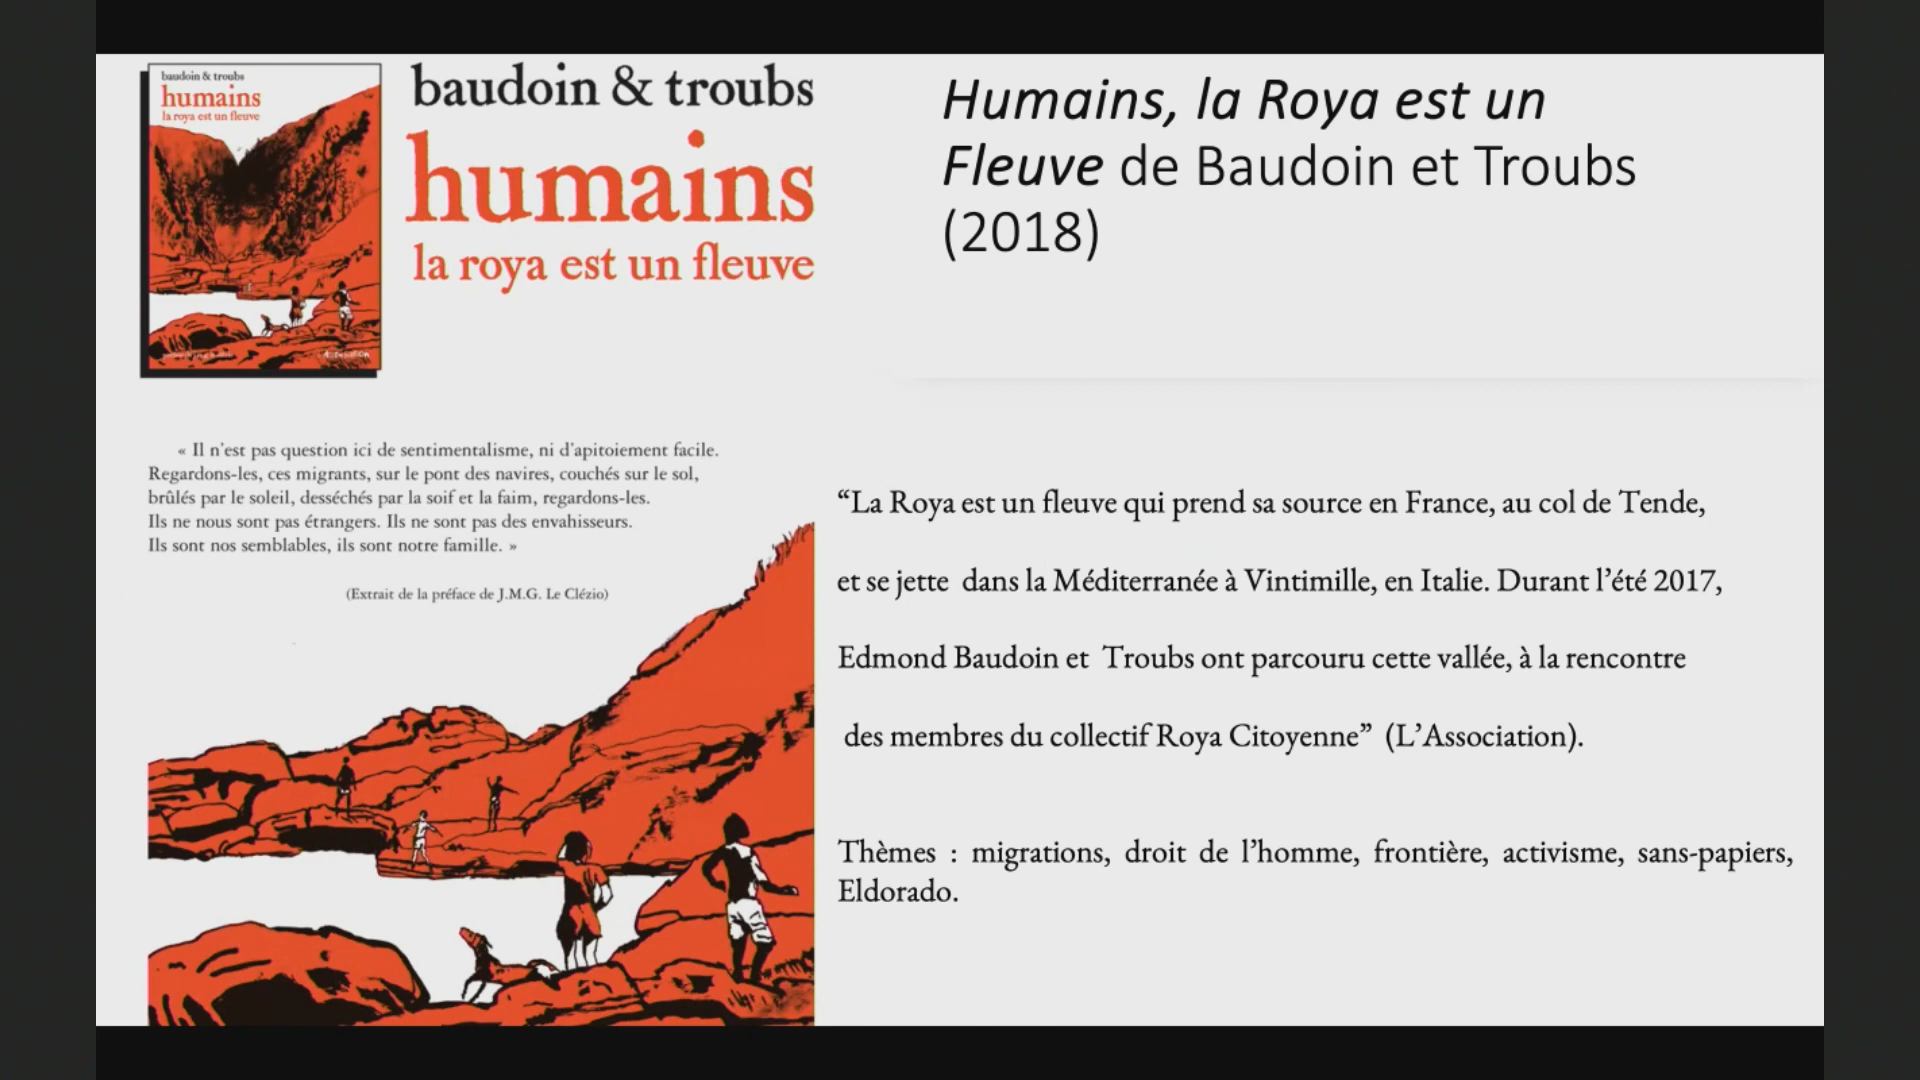 baudoin & troubs
humains
la roya est un fleuve
baudoin & troubs
humains
la roya est un fleuve
Humains, la Roya est un
Fleuve de Baudoin et Troubs
(2018)
« Il n'est pas question ici de sentimentalisme, ni d'apitoiement facile.
Regardons-les, ces migrants, sur le pont des navires, couchés sur le sol,
brûlés par le soleil, desséchés par la soif et la faim, regardons-les.
Ils ne nous sont pas étrangers. Ils ne sont pas des envahisseurs.
Ils sont nos semblables, ils sont notre famille. »
(Extrait de la préface de J.M.G. Le Clézio)
“La Roya est un fleuve qui prend sa source en France, au col de Tende,
et se jette dans la Méditerranée à Vintimille, en Italie. Durant l’été 2017,
Edmond Baudoin et Troubs ont parcouru cette vallée, à la rencontre
des membres du collectif Roya Citoyenne” (L’Association).
Thèmes : migrations, droit de l’homme, frontière, activisme, sans-papiers,
Eldorado.